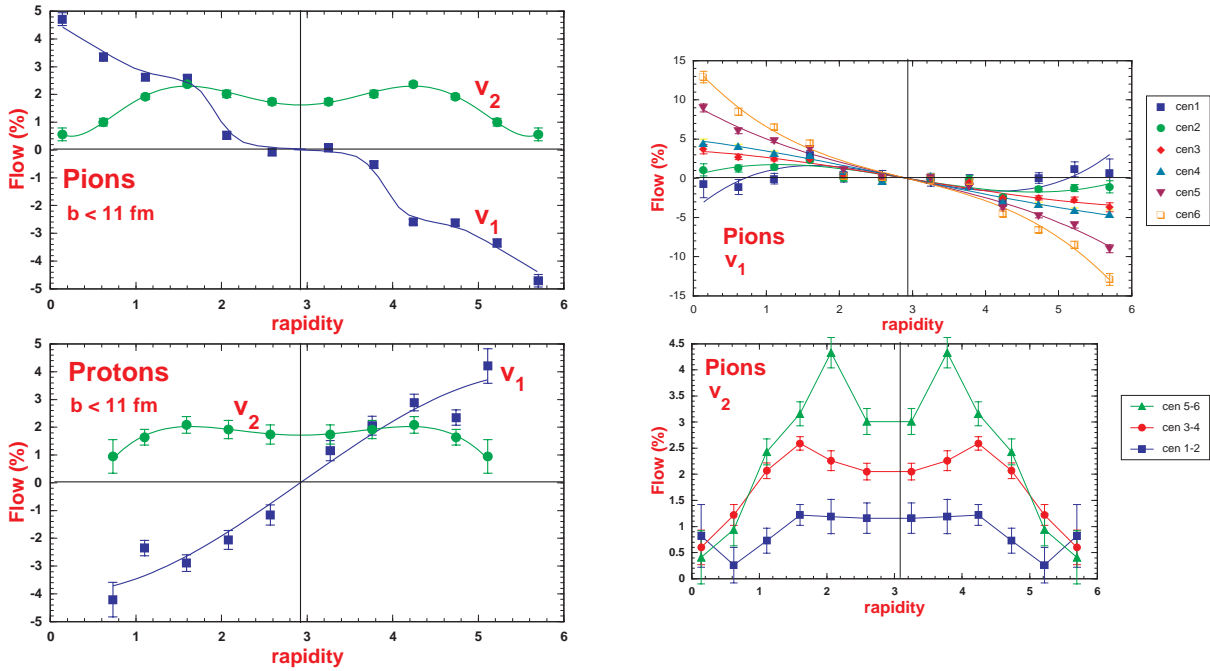 5
4
3
2
1
0
-1
-2
-3
-4
-5
Flow (%)
v2
Pions
b < 11 fm
v1
0 1 2 3 4 5 6
rapidity
5
4
3
2
1
0
-1
-2
-3
-4
-5
Flow (%)
Protons
b < 11 fm
v2
v1
0 1 2 3 4 5 6
rapidity
15
10
5
0
-5
-10
-15
Flow (%)
Pions
v1
0 1 2 3 4 5 6
rapidity
cen1
cen2
cen3
cen4
cen5
cen6
4.5
4
3.5
3
2.5
2
1.5
1
0.5
0
Flow (%)
Pions
v2
0 1 2 3 4 5 6
rapidity
cen 5-6
cen 3-4
cen 1-2